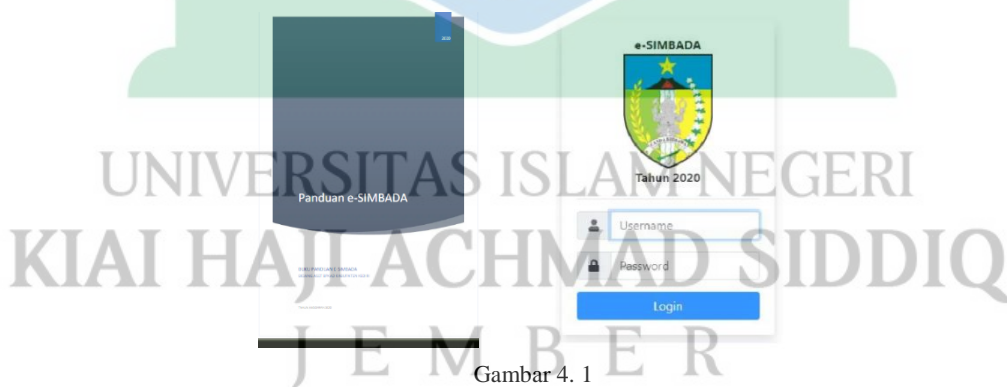 2020
e-SIMBADA
Tahun 2020
Panduan e-SIMBADA
Username
Password
Login
UNIVERSITAS ISLAM NEGERI
KIAI HAJI ACHMAD SIDDIQ
JEMBER
Gambar 4. 1